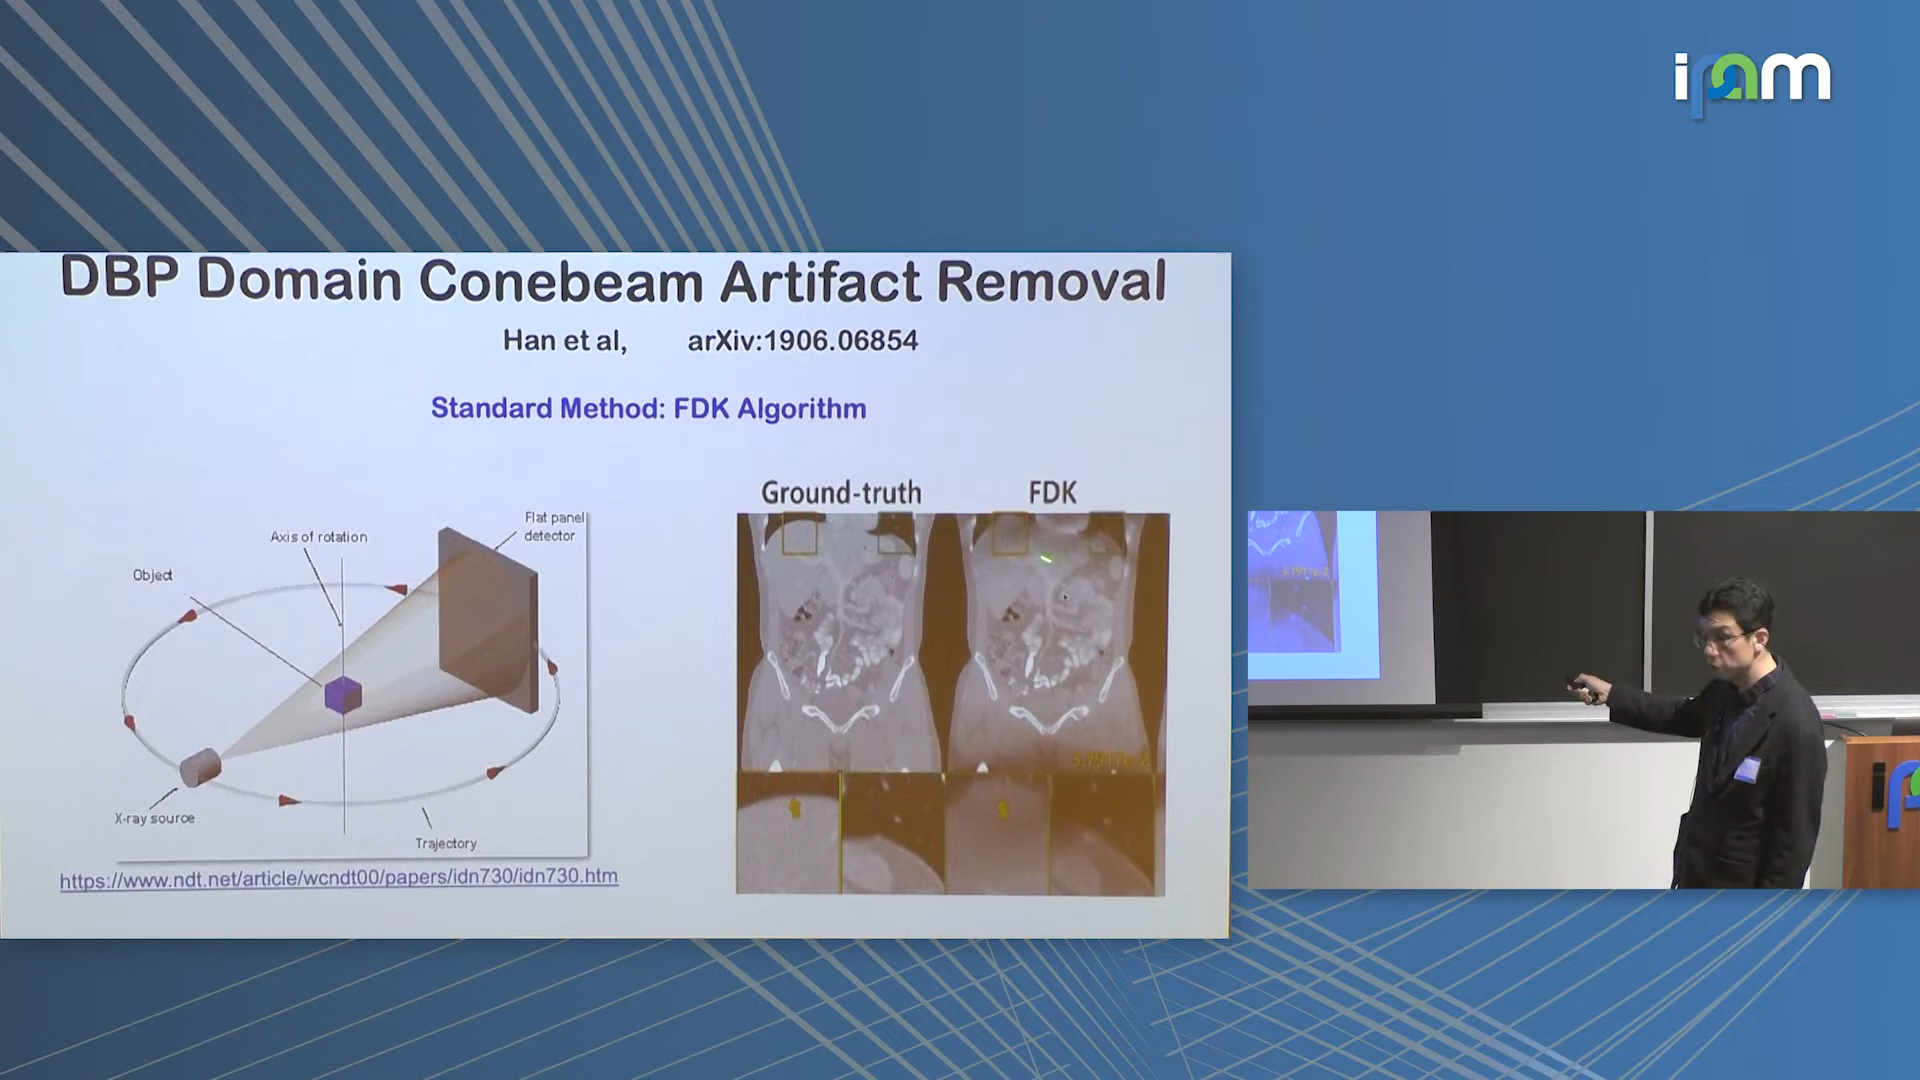 ipam
DBP Domain Conebeam Artifact Removal
Han et al, arXiv:1906.06854
Standard Method: FDK Algorithm
Ground-truth FDK
Flat panel
detector
Axis of rotation
Object
X-ray source
Trajectory
https://www.ndt.net/article/wcndt00/papers/idn730/idn730.htm